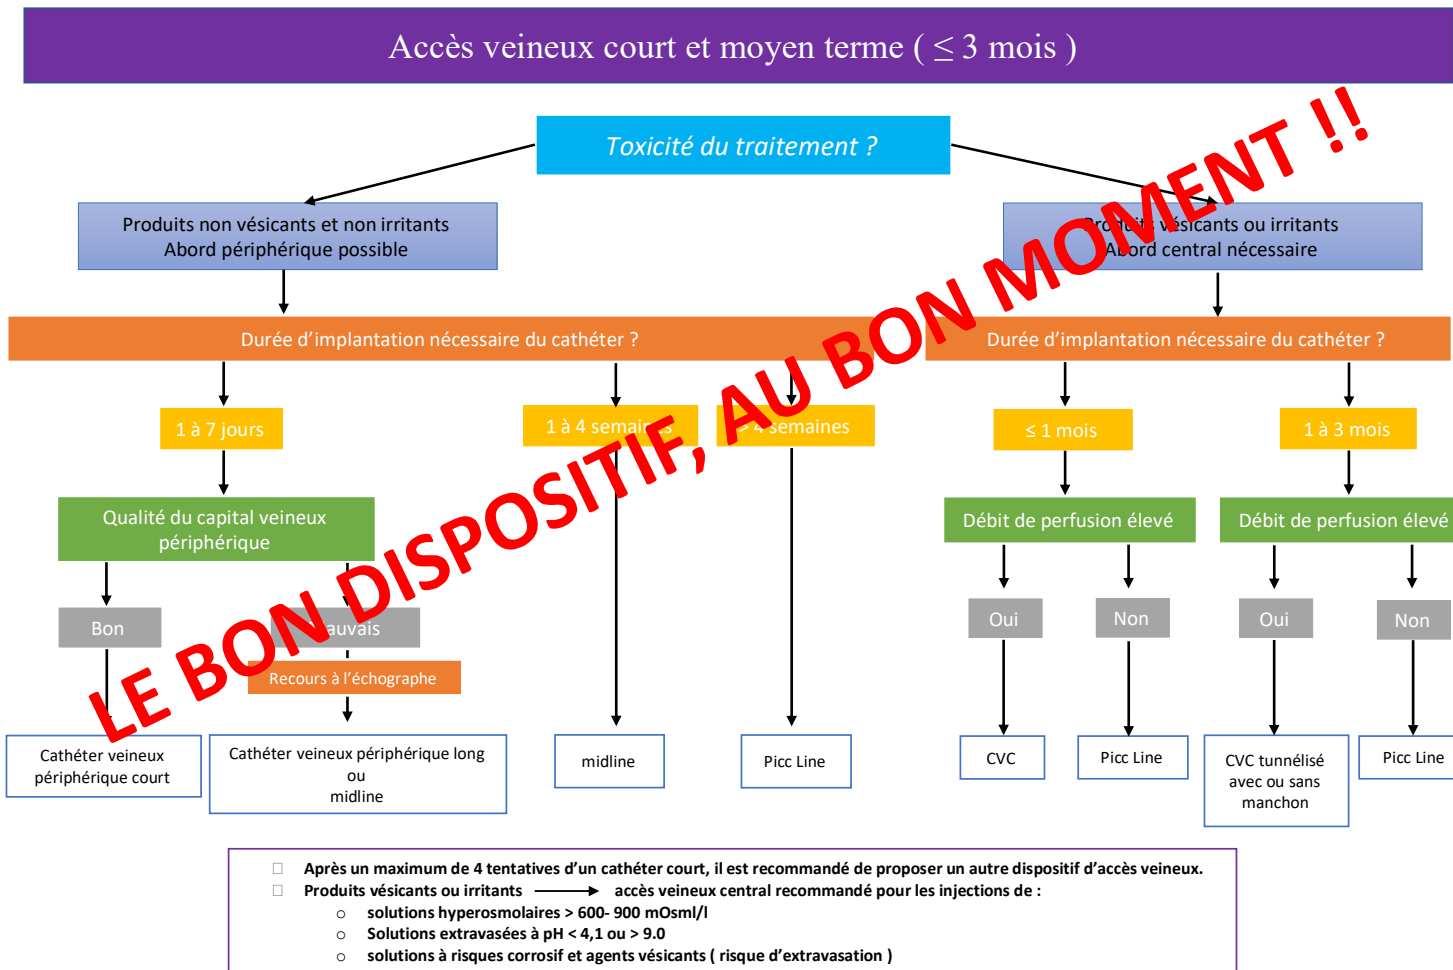 Accès veineux court et moyen terme ( ≤ 3 mois )
Toxicité du traitement ?
Produits non vésicants et non irritants
Abord périphérique possible
Produits vésicants ou irritants
Abord central nécessaire
Durée d’implantation nécessaire du cathéter ?
Durée d’implantation nécessaire du cathéter ?
1 à 7 jours
1 à 4 semaines
> 4 semaines
≤ 1 mois
1 à 3 mois
Qualité du capital veineux
périphérique
Débit de perfusion élevé
Débit de perfusion élevé
Bon
Mauvais
Oui
Non
Oui
Non
Recours à l’échographe
Cathéter veineux
périphérique court
Cathéter veineux périphérique long
ou
midline
midline
Picc Line
CVC
Picc Line
CVC tunnélisé
avec ou sans
manchon
Picc Line
LE BON DISPOSITIF, AU BON MOMENT !!
Après un maximum de 4 tentatives d’un cathéter court, il est recommandé de proposer un autre dispositif d’accès veineux.
Produits vésicants ou irritants accès veineux central recommandé pour les injections de :
o solutions hyperosmolaires > 600- 900 mOsml/l
o Solutions extravasées à pH < 4,1 ou > 9.0
o solutions à risques corrosif et agents vésicants ( risque d’extravasation )